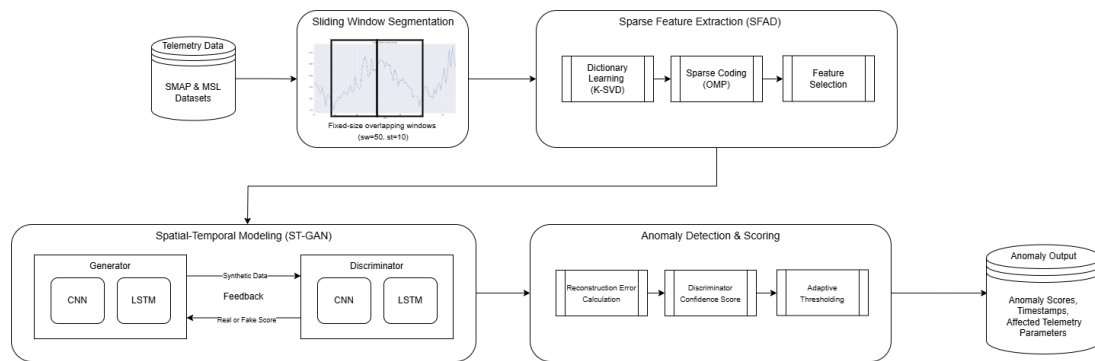 Telemetry Data
SMAP & MSL
Datasets
Sliding Window Segmentation
Fixed-size overlapping windows
(sw=50, st=10)
Sparse Feature Extraction (SFAD)
Dictionary
Learning
(K-SVD)
Sparse Coding
(OMP)
Feature
Selection
Spatial-Temporal Modeling (ST-GAN)
Generator
CNN
LSTM
Synthetic Data
Feedback
Real or Fake Score
Discriminator
CNN
LSTM
Anomaly Detection & Scoring
Reconstruction Error
Calculation
Discriminator
Confidence Score
Adaptive
Thresholding
Anomaly Output
Anomaly Scores,
Timestamps,
Affected Telemetry
Parameters